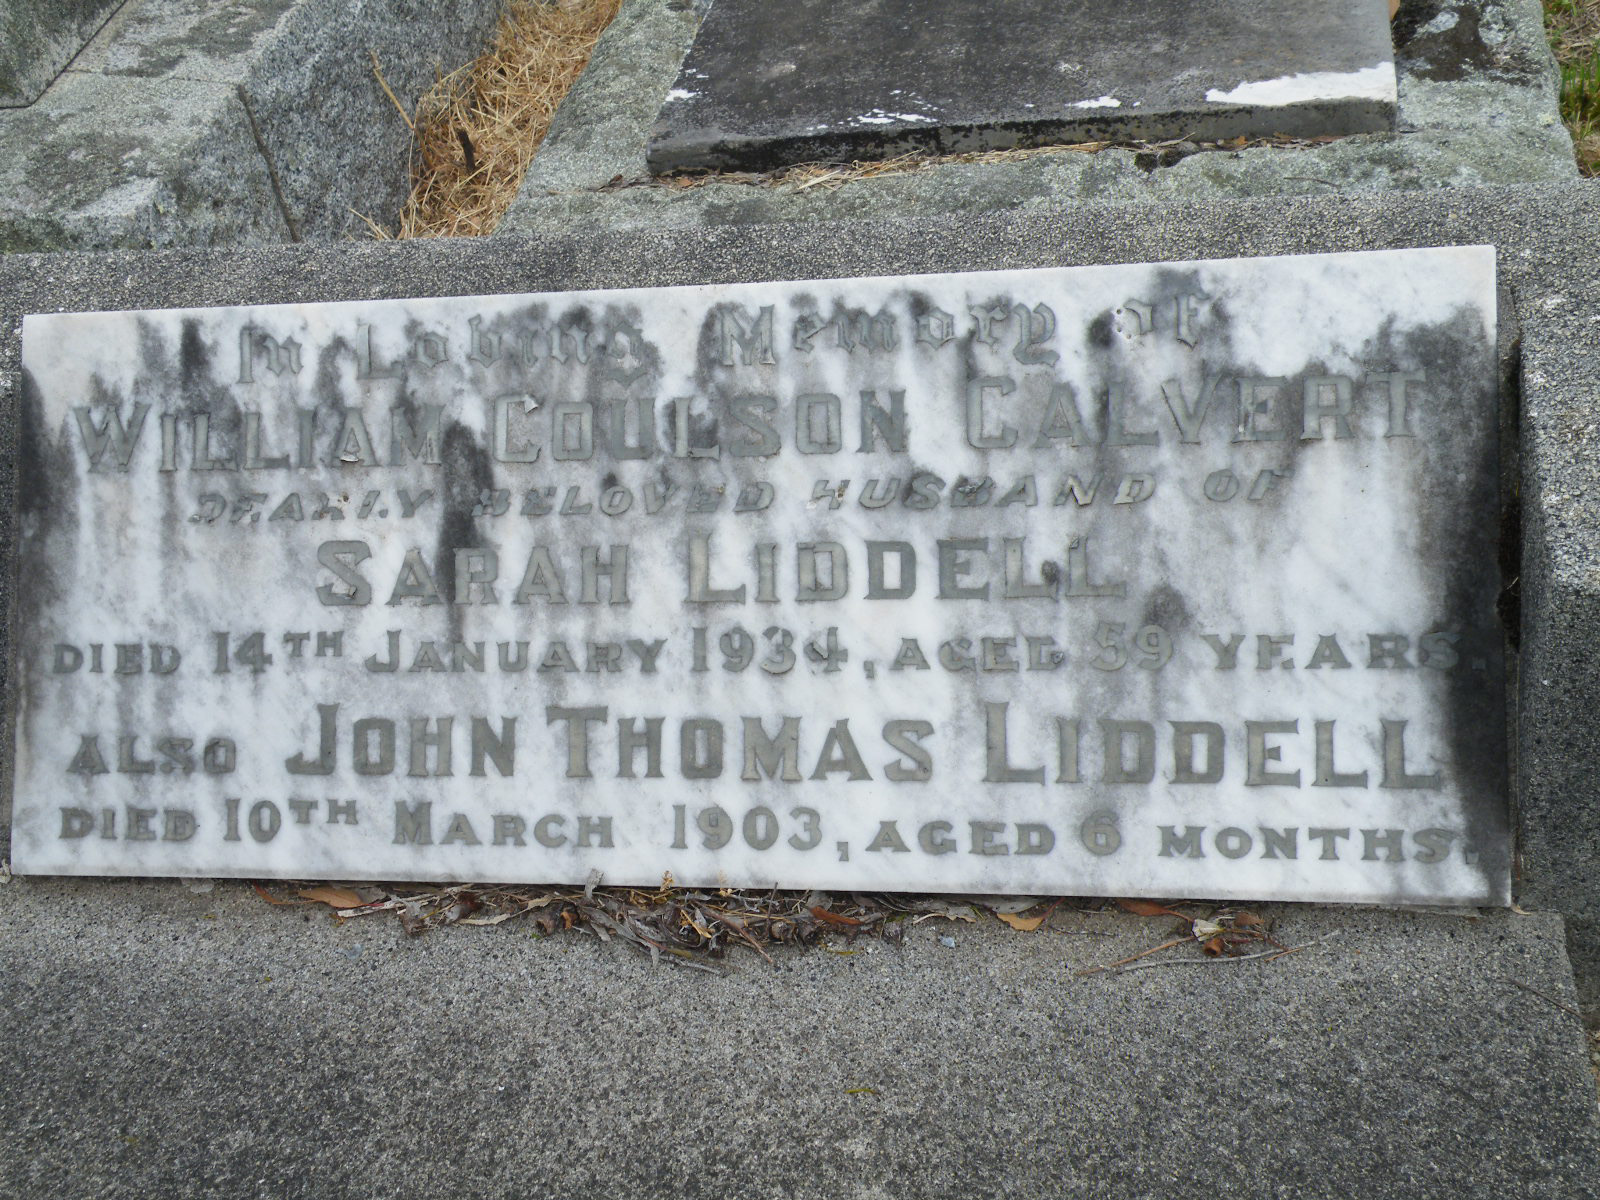 In Loving Memory of
WILLIAM COULSON CALVERT
DEARLY BELOVED HUSBAND OF
SARAH LIDDELL
DIED 14TH JANUARY 1934, AGED 59 YEARS.
ALSO JOHN THOMAS LIDDELL
DIED 10TH MARCH 1903, AGED 6 MONTHS.